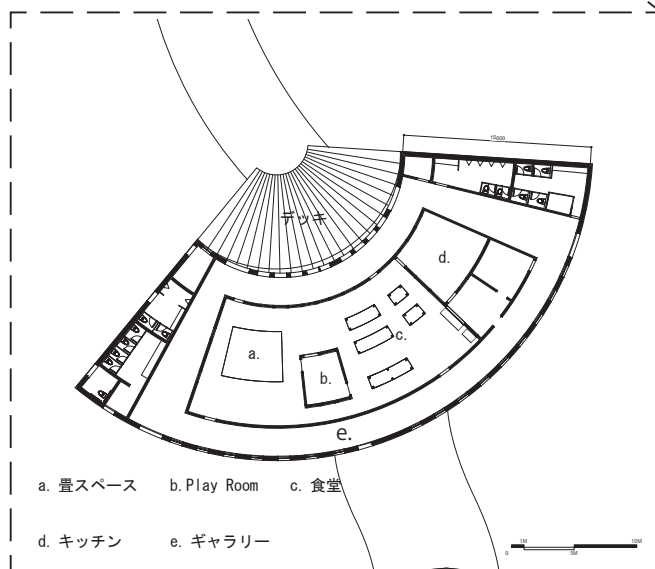 15000
デッキ
d.
c.
a.
b.
e.
a. 畳スペース b.Play Room c. 食堂
d. キッチン e. ギャラリー
0 1M 5M 10M